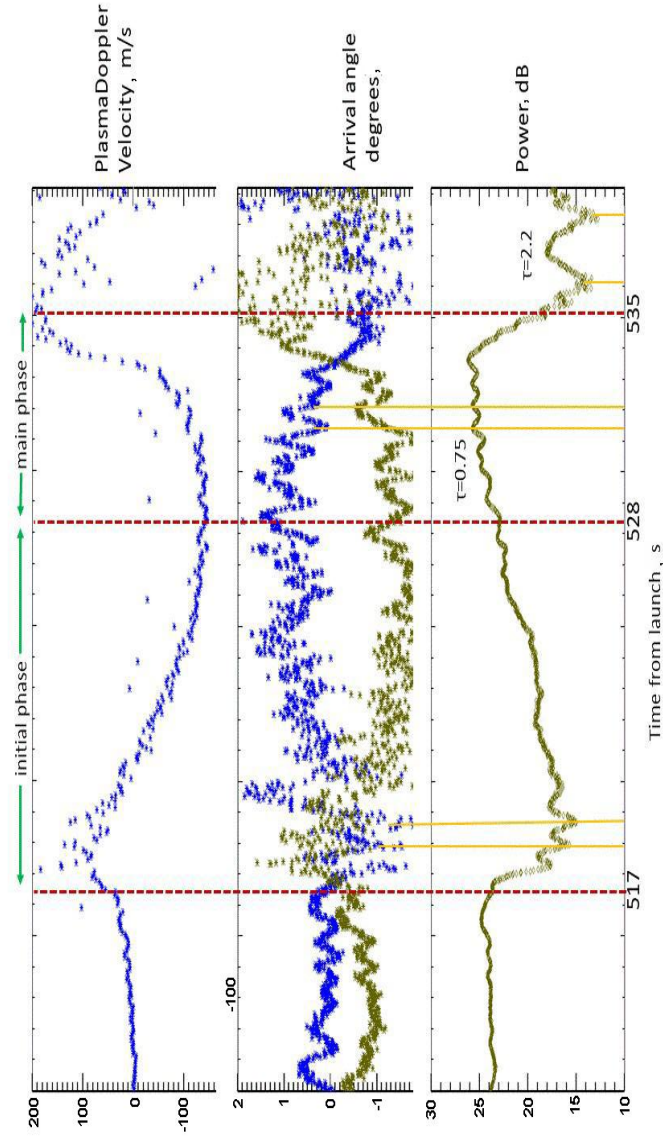 initial phase
main phase
PlasmaDoppler
Velocity, m/s
200
100
0
-100
Arrival angle
degrees,
2
1
0
-1
-100
Power, dB
30
25
20
15
10
τ=0.75
τ=2.2
517
528
535
Time from launch, s